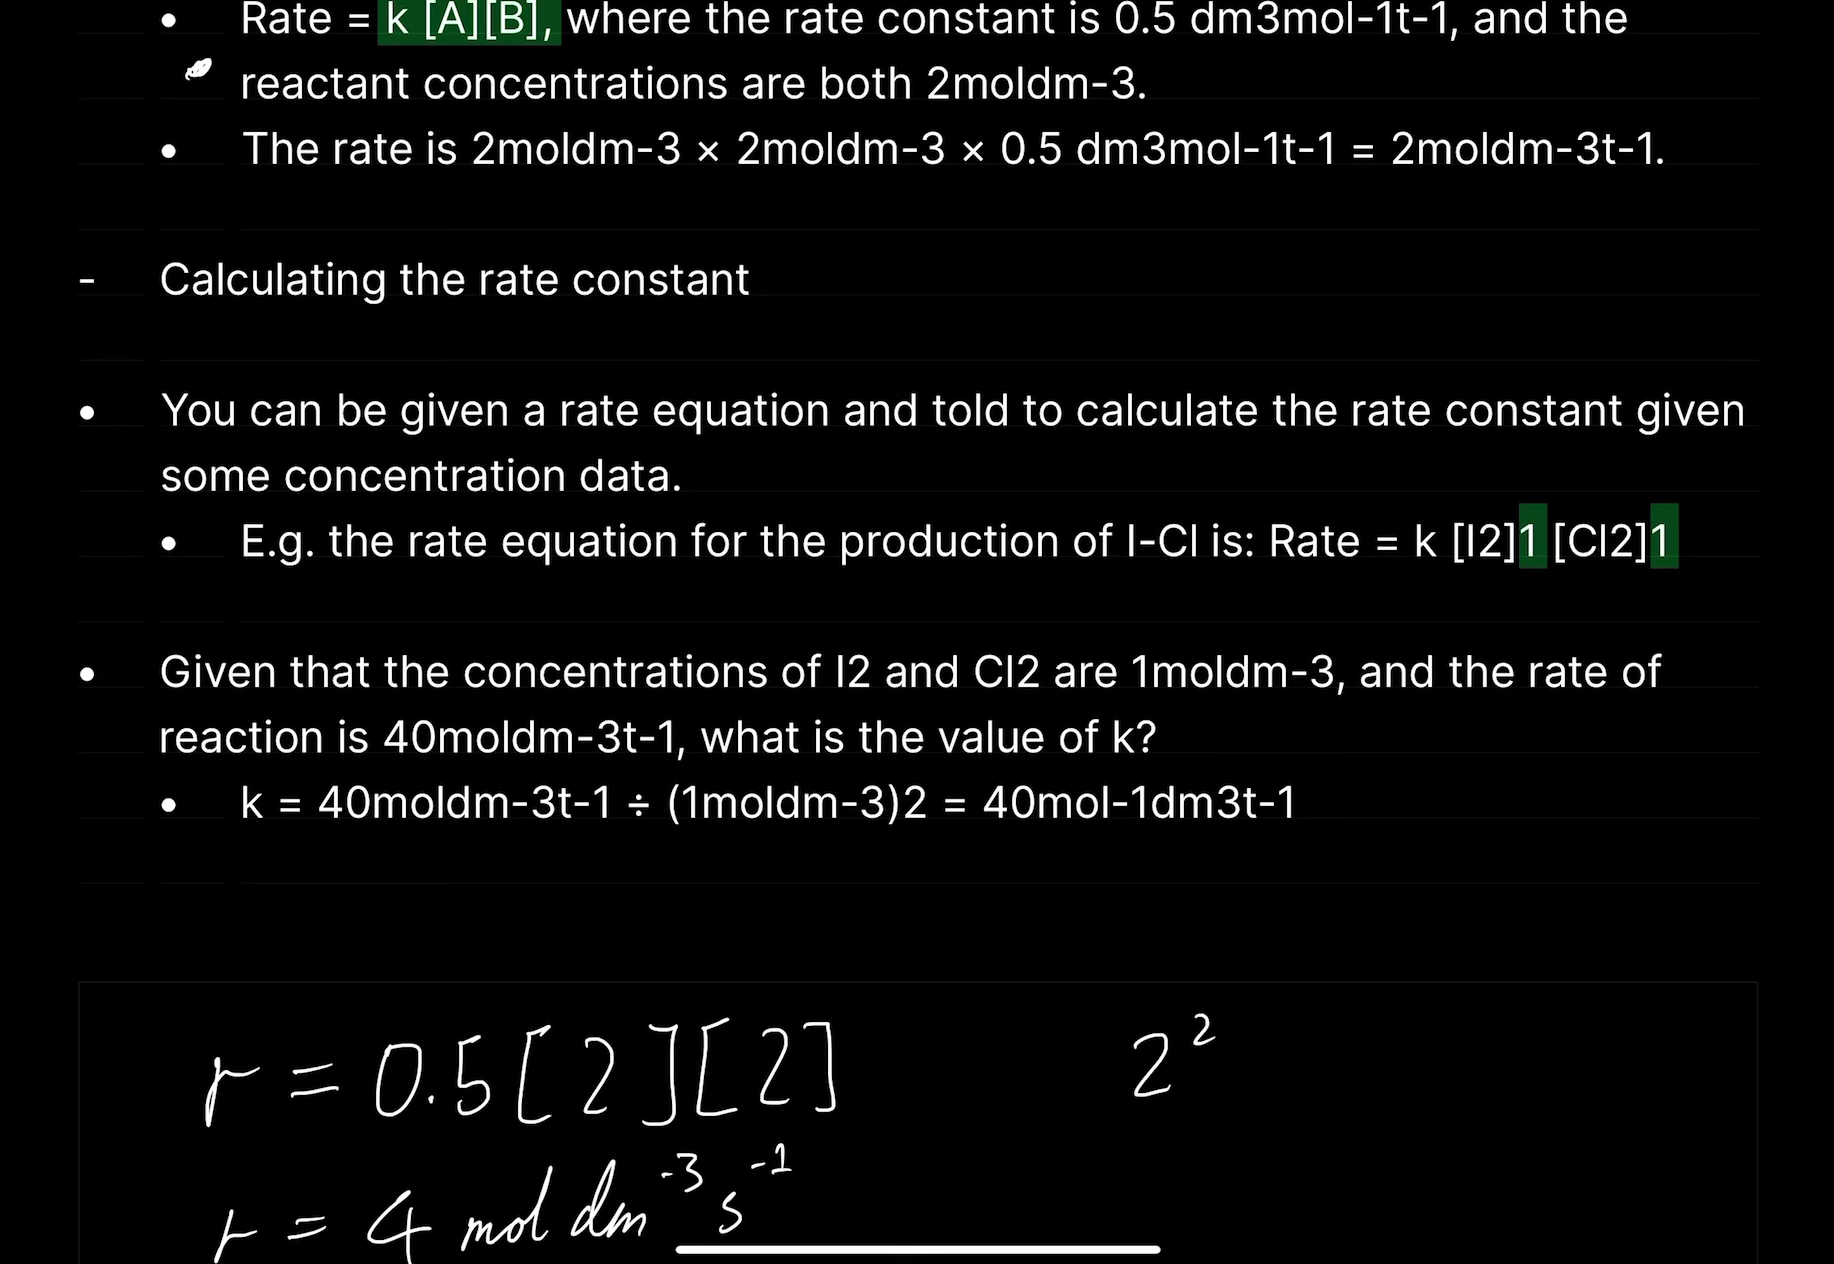 • Rate = k [A][B], where the rate constant is 0.5 dm3mol-1t-1, and the
reactant concentrations are both 2moldm-3.
• The rate is 2moldm-3 × 2moldm-3 × 0.5 dm3mol-1t-1 = 2moldm-3t-1.
- Calculating the rate constant
• You can be given a rate equation and told to calculate the rate constant given
some concentration data.
• E.g. the rate equation for the production of I-Cl is: Rate = k [I2]1 [Cl2]1
• Given that the concentrations of I2 and Cl2 are 1moldm-3, and the rate of
reaction is 40moldm-3t-1, what is the value of k?
• k = 40moldm-3t-1 ÷ (1moldm-3)2 = 40mol-1dm3t-1
r = 0.5[2][2] 2²
r = 4 mol dm⁻³ s⁻¹